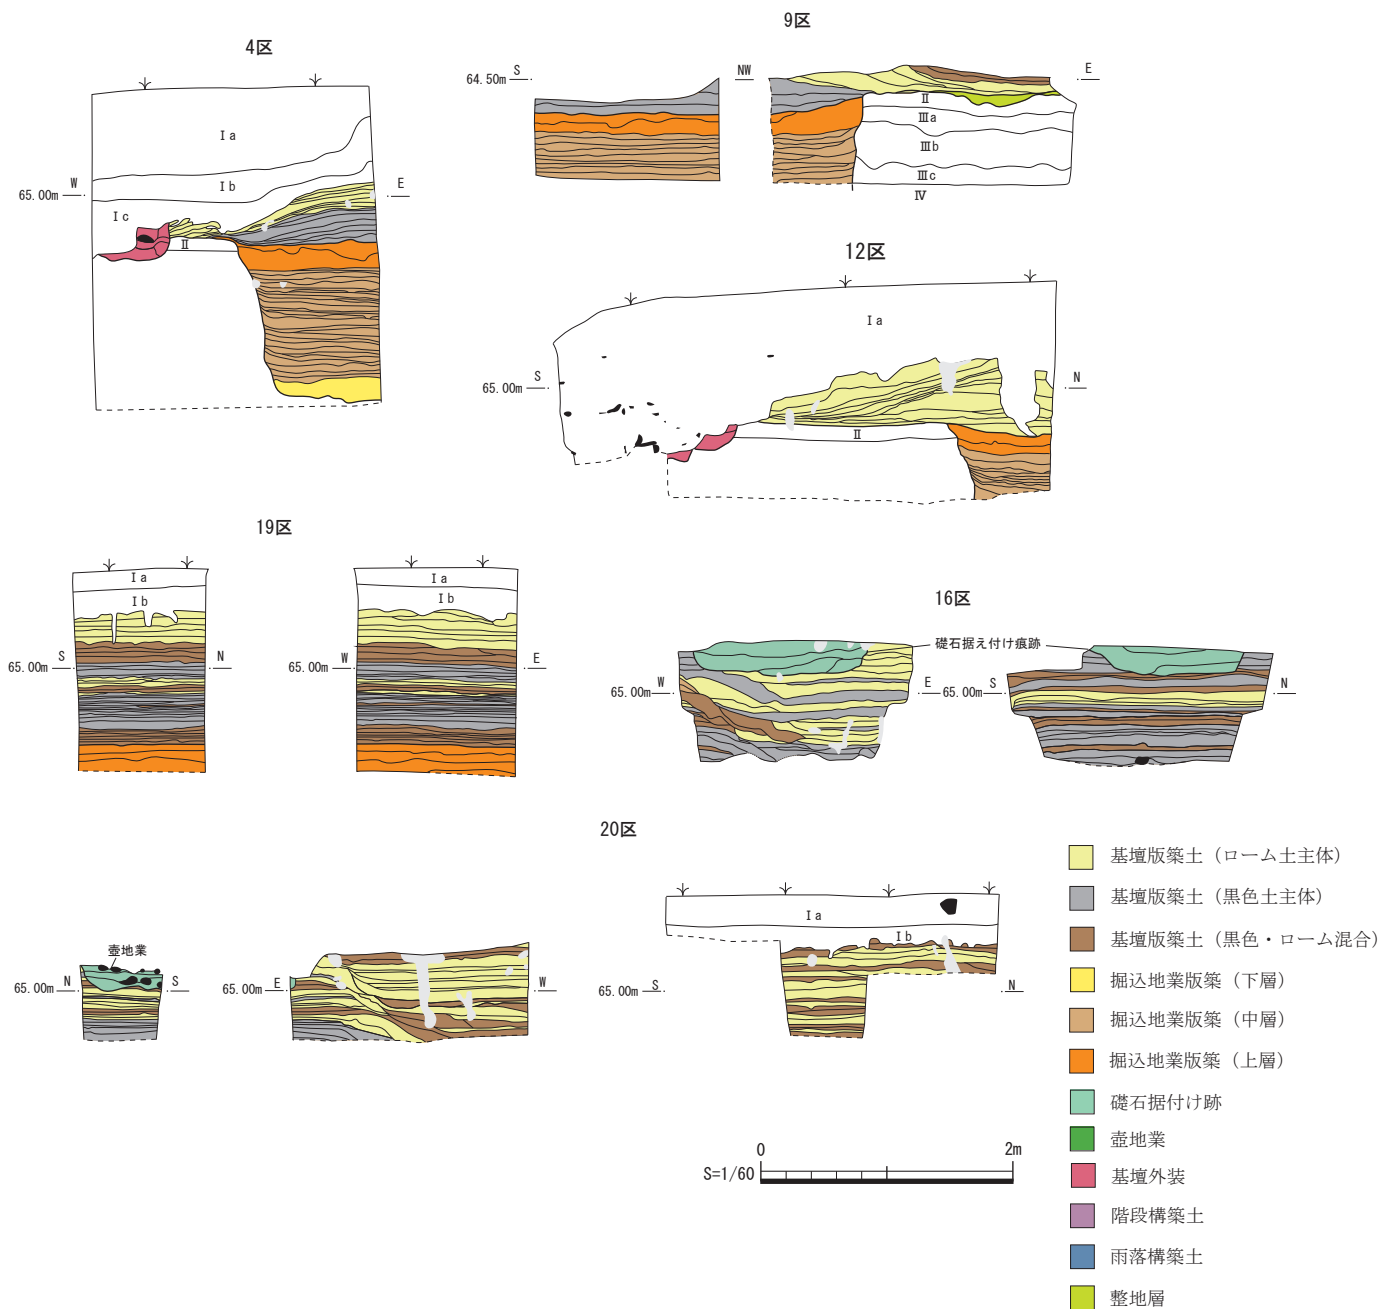 4区
Ⅰa
W
65.00m
Ⅰb
E
Ⅰc
Ⅱ
9区
64.50m
S
NW
E
Ⅱ
Ⅲa
Ⅲb
Ⅲc
Ⅳ
12区
Ⅰa
S
65.00m
N
Ⅱ
19区
Ⅰa
Ⅰb
S
65.00m
N
Ⅰa
Ⅰb
W
65.00m
E
16区
礎石据え付け痕跡
W
65.00m
E
S
65.00m
N
20区
壺地業
N
65.00m
S
65.00m
E
W
Ⅰa
Ⅰb
65.00m
S
N
0
2m
S=1/60
基壇版築土（ローム土主体）
基壇版築土（黒色土主体）
基壇版築土（黒色・ローム混合）
掘込地業版築（下層）
掘込地業版築（中層）
掘込地業版築（上層）
礎石据付け跡
壺地業
基壇外装
階段構築土
雨落構築土
整地層